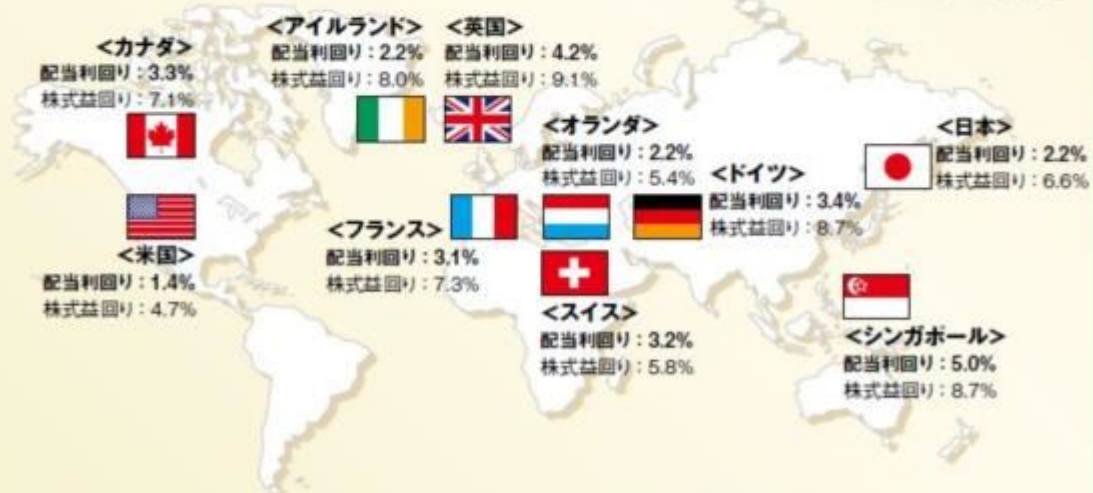 <カナダ>
配当利回り：3.3%
株式益回り：7.1%
<アイルランド>
配当利回り：2.2%
株式益回り：8.0%
<英国>
配当利回り：4.2%
株式益回り：9.1%
<オランダ>
配当利回り：2.2%
株式益回り：5.4%
<ドイツ>
配当利回り：3.4%
株式益回り：8.7%
<日本>
配当利回り：2.2%
株式益回り：6.6%
<米国>
配当利回り：1.4%
株式益回り：4.7%
<フランス>
配当利回り：3.1%
株式益回り：7.3%
<スイス>
配当利回り：3.2%
株式益回り：5.8%
<シンガポール>
配当利回り：5.0%
株式益回り：8.7%